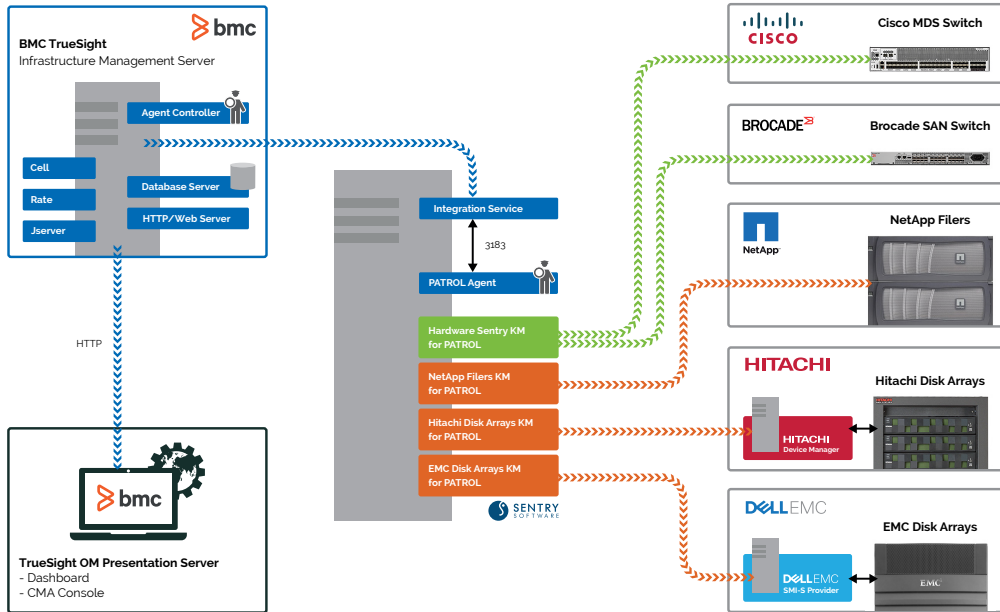 BMC TrueSight
Infrastructure Management Server
bmc
Agent Controller
Cell
Rate
Jserver
Database Server
HTTP/Web Server
HTTP
bmc
TrueSight OM Presentation Server
- Dashboard
- CMA Console
Integration Service
3183
PATROL Agent
Hardware Sentry KM
for PATROL
NetApp Filers KM
for PATROL
Hitachi Disk Arrays KM
for PATROL
EMC Disk Arrays KM
for PATROL
SENTRY
SOFTWARE
CISCO
Cisco MDS Switch
BROCADE
Brocade SAN Switch
NetApp
NetApp Filers
HITACHI
Hitachi Disk Arrays
HITACHI
Device Manager
DELLEMC
EMC Disk Arrays
DELLEMC
SMI-S Provider
EMC